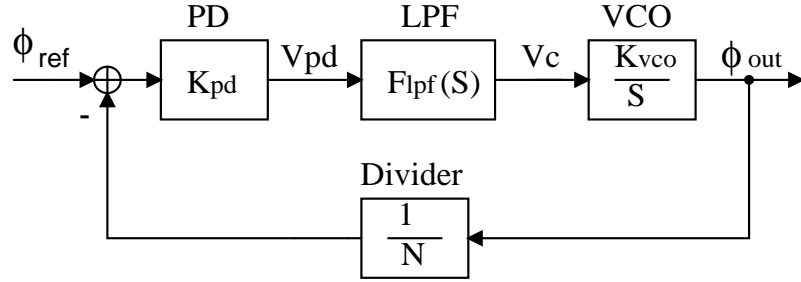 PD LPF VCO
ϕref Kpd Vpd Flpf(S) Vc Kvco/S ϕout
-
Divider
1
N